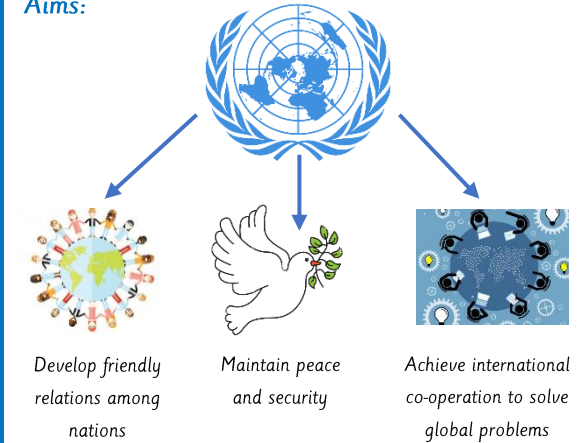 Aims:
Develop friendly
relations among
nations
Maintain peace
and security
Achieve international
co-operation to solve
global problems